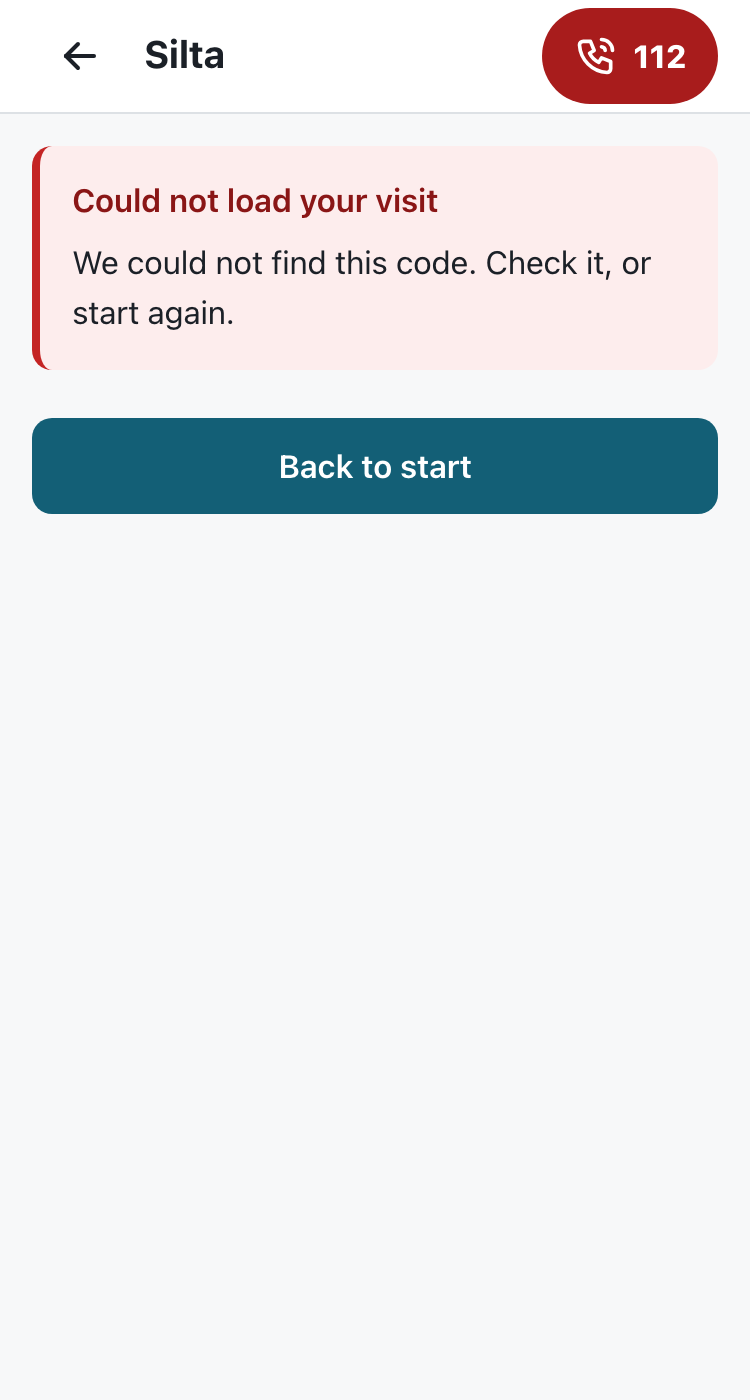 Silta
112
Could not load your visit
We could not find this code. Check it, or
start again.
Back to start